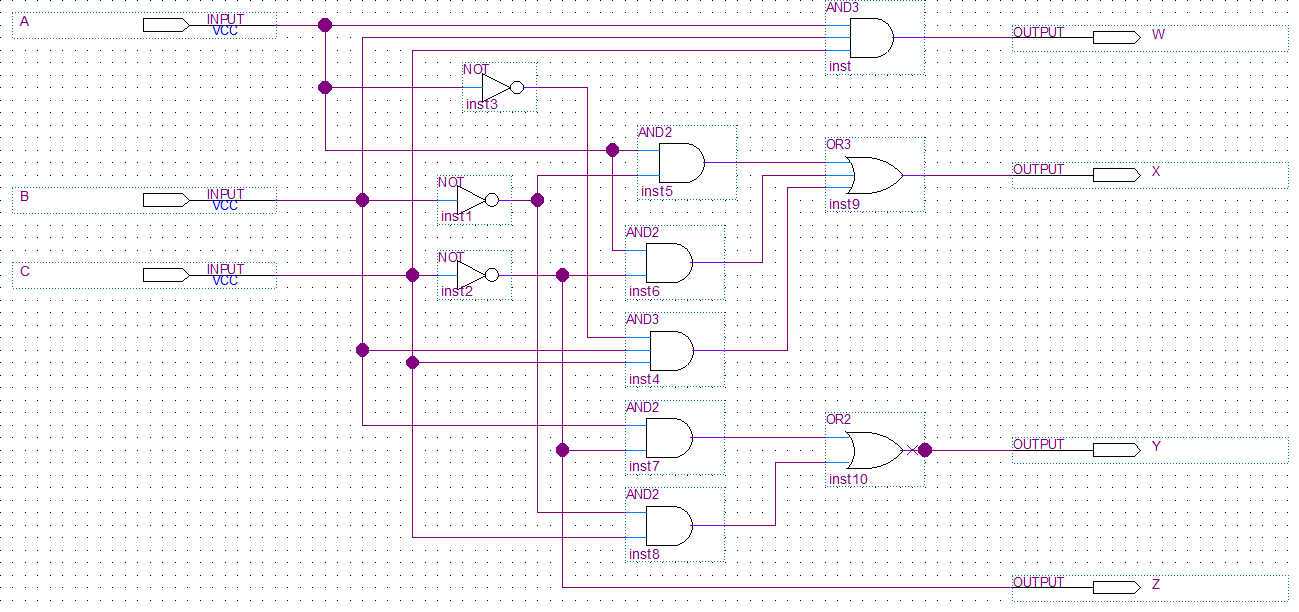 AND3
A
INPUT
VCC
OUTPUT
W
inst
NOT
inst3
AND2
inst5
OR3
OUTPUT
X
inst9
B
INPUT
VCC
NOT
inst1
AND2
inst6
C
INPUT
VCC
NOT
inst2
AND3
inst4
AND2
inst7
OR2
OUTPUT
Y
inst10
AND2
inst8
OUTPUT
Z